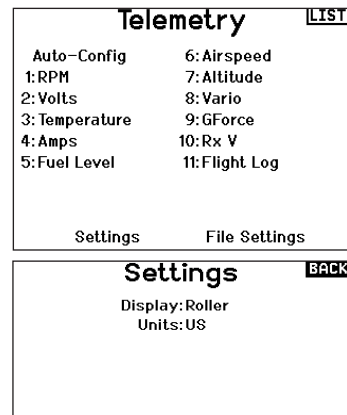 Telemetry
LIST
Auto-Config
6: Airspeed
1: RPM
7: Altitude
2: Volts
8: Vario
3: Temperature
9: GForce
4: Amps
10: Rx V
5: Fuel Level
11: Flight Log
Settings
File Settings
Settings
BACK
Display: Roller
Units: US